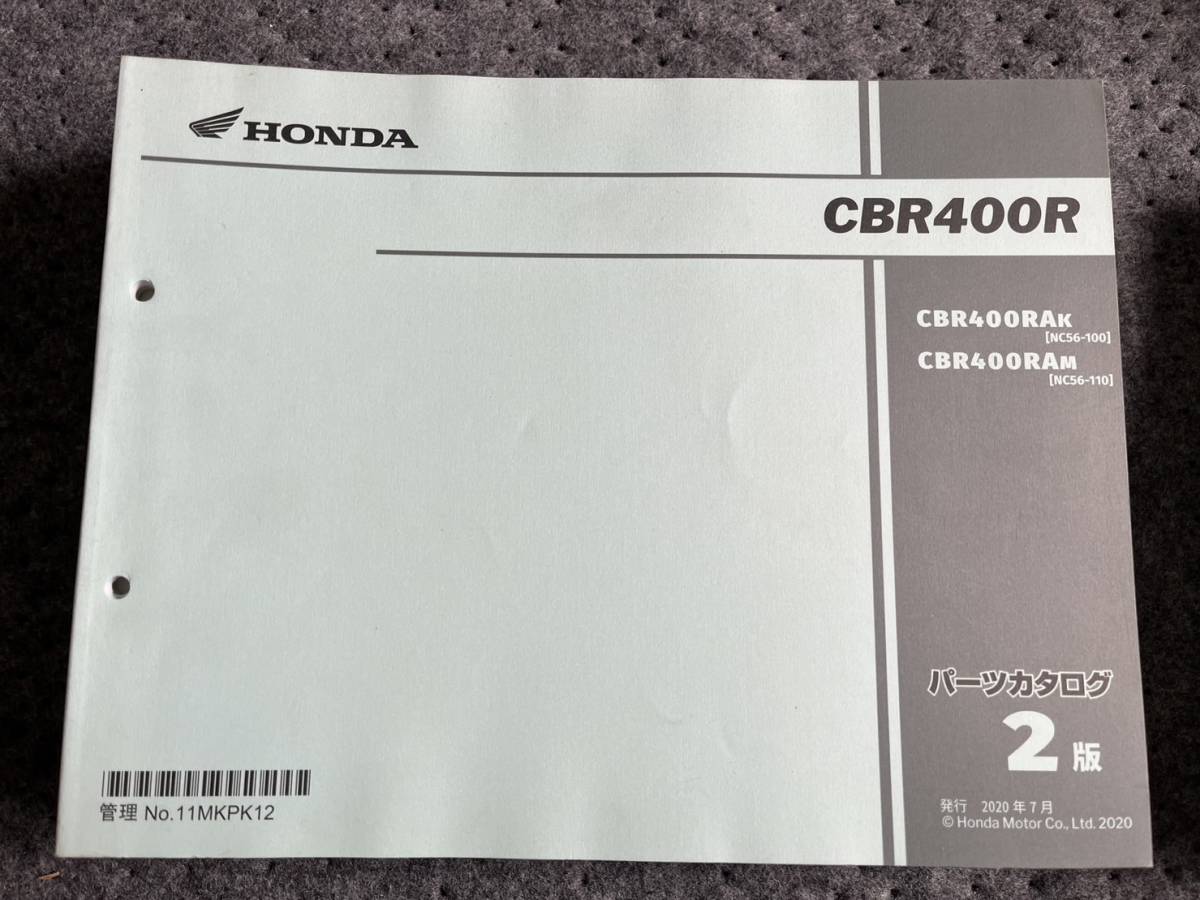 HONDA
CBR400R
CBR400RAK
[NC56-100]
CBR400RAM
[NC56-110]
パーツカタログ
2版
発行 2020年7月
© Honda Motor Co., Ltd. 2020
管理 No.11MKPK12